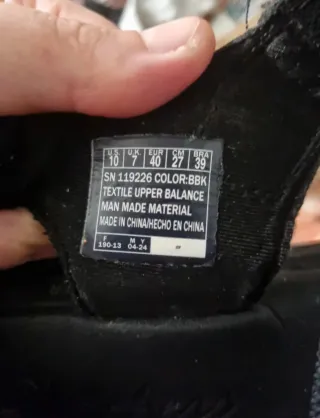 U.S. U.K. EUR CM BRA
10 7 40 27 39
SN 119226 COLOR:BBK
TEXTILE UPPER BALANCE
MAN MADE MATERIAL
MADE IN CHINA/HECHO EN CHINA
F M Y
190-13 04-24